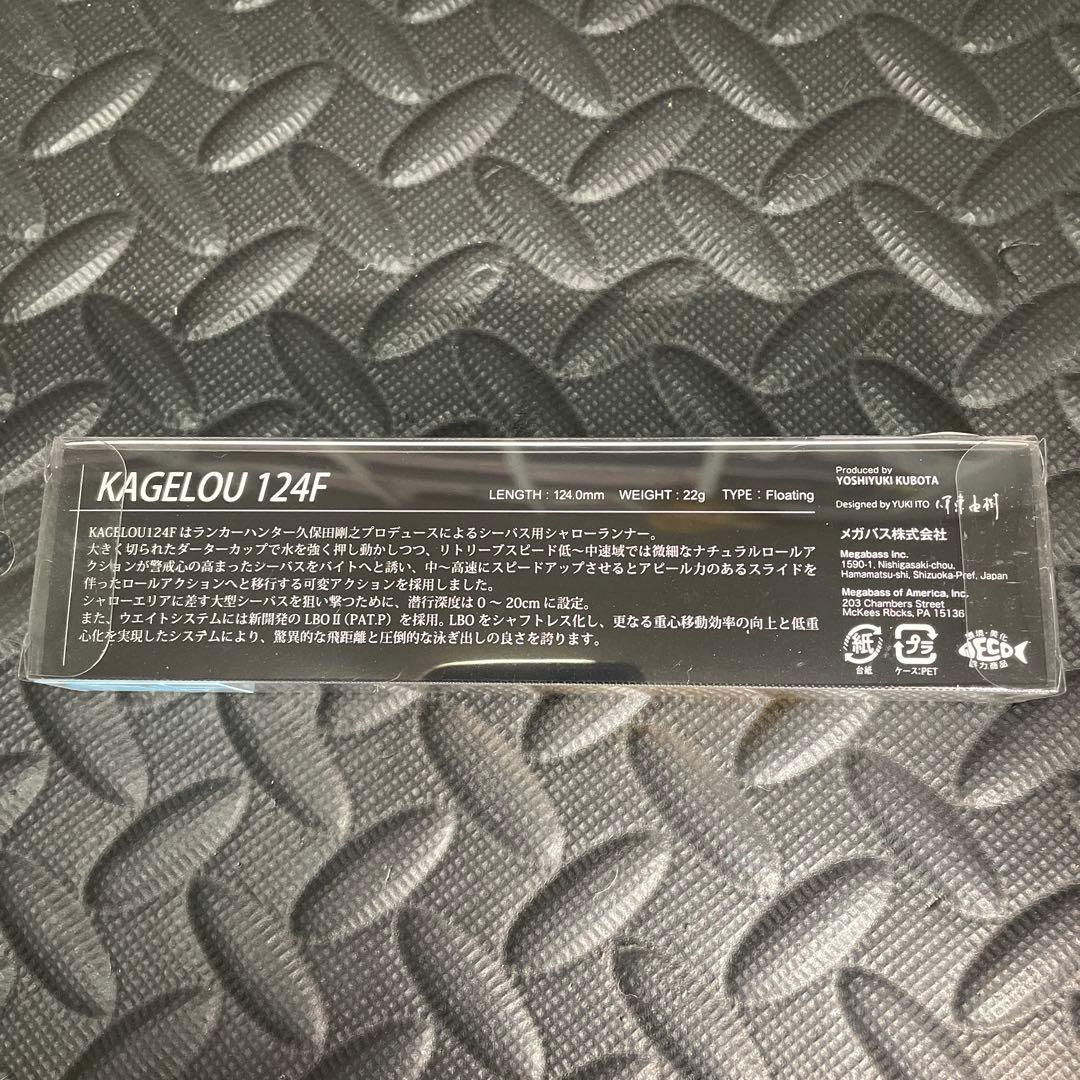 KAGELOU 124F
LENGTH : 124.0mm WEIGHT : 22g TYPE : Floating
KAGELOU124Fはランカーハンター久保田剛之プロデュースによるシーバス用シャローランナー。
大きく切られたダーターカップで水を強く押し動かしつつ、リトリーブスピード低～中速域では微細なナチュラルロールア
クションが警戒心の高まったシーバスをバイトへと誘い、中～高速にスピードアップさせるとアピール力のあるスライドを
伴ったロールアクションへと移行する可変アクションを採用しました。
シャローエリアに差す大型シーバスを狙い撃つために、潜行深度は0～20cmに設定。
また、ウエイトシステムには新開発のLBOⅡ(PAT.P)を採用。LBOをシャフトレス化し、更なる重心移動効率の向上と低重
心化を実現したシステムにより、驚異的な飛距離と圧倒的な泳ぎ出しの良さを誇ります。
Produced by
YOSHIYUKI KUBOTA
Designed by YUKI ITO 伊東由樹
メガバス株式会社
Megabass Inc.
1590-1, Nishigasaki-chou,
Hamamatsu-shi, Shizuoka-Pref. Japan
Megabass of America, Inc.
203 Chambers Street
McKees Rocks, PA 15136
紙
台紙
プラ
ケース:PET
環境・美化
ECO
協力商品